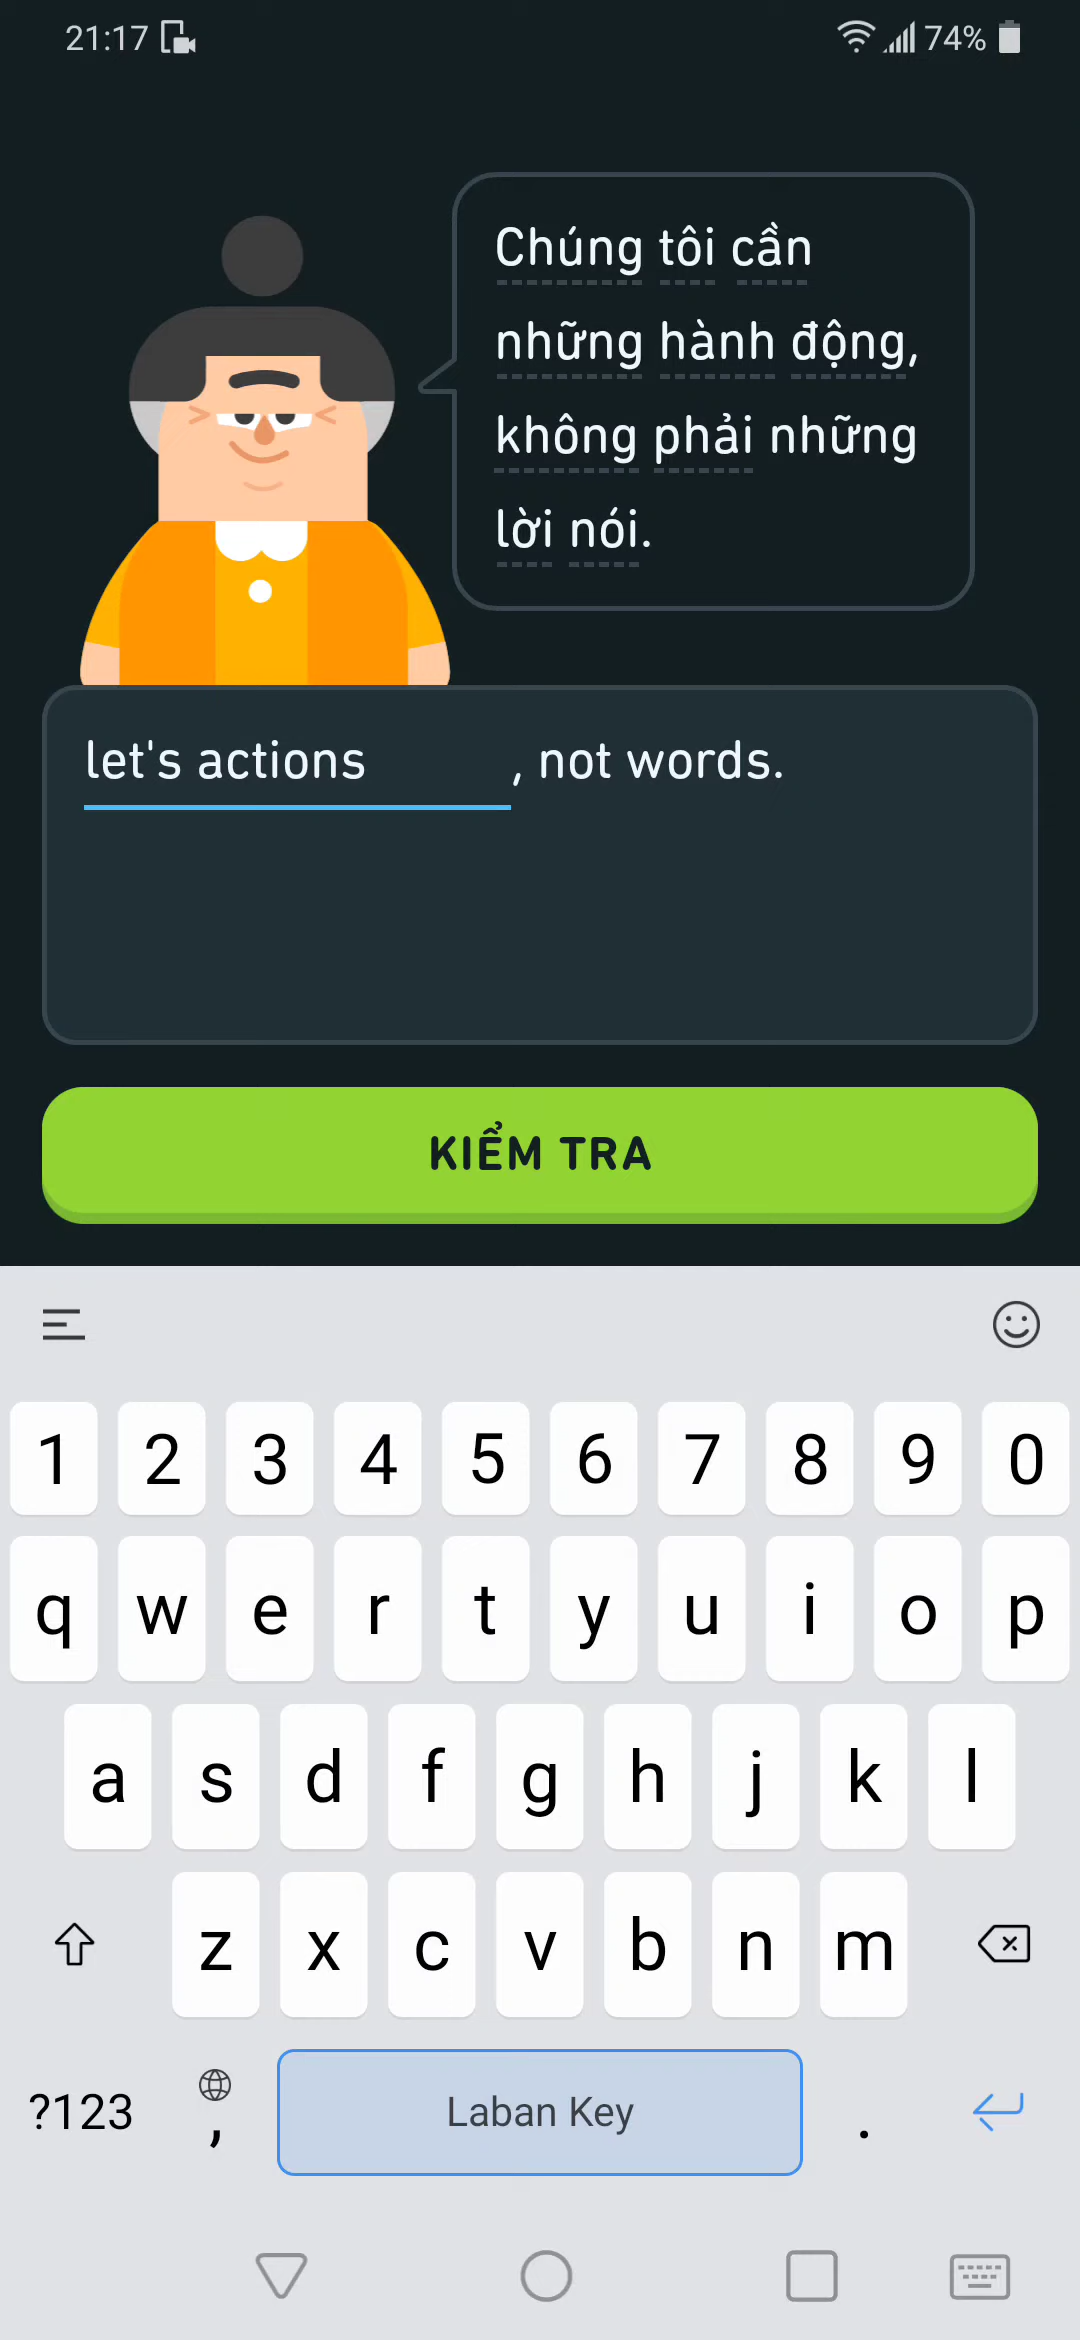 21:17 74%
Chúng tôi cần
những hành động,
không phải những
lời nói.
let's actions , not words.
KIỂM TRA
1 2 3 4 5 6 7 8 9 0
q w e r t y u i o p
a s d f g h j k l
z x c v b n m
?123 , Laban Key .